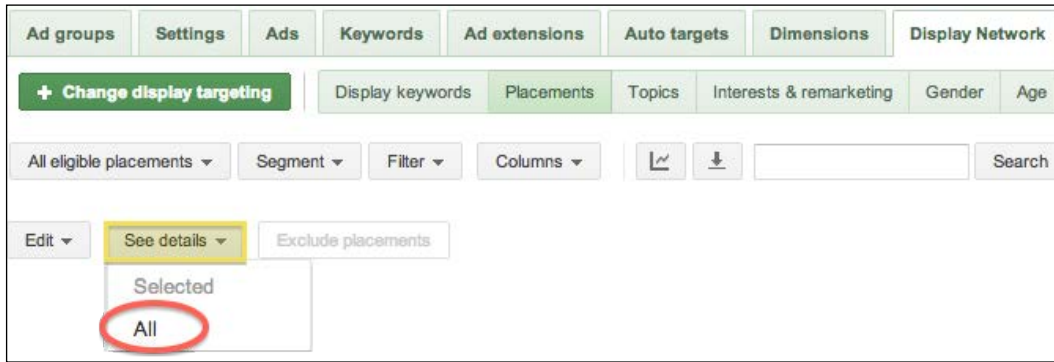 Ad groups Settings Ads Keywords Ad extensions Auto targets Dimensions Display Network
+ Change display targeting Display keywords Placements Topics Interests & remarketing Gender Age
All eligible placements Segment Filter Columns Search
Edit See details Exclude placements
Selected
All